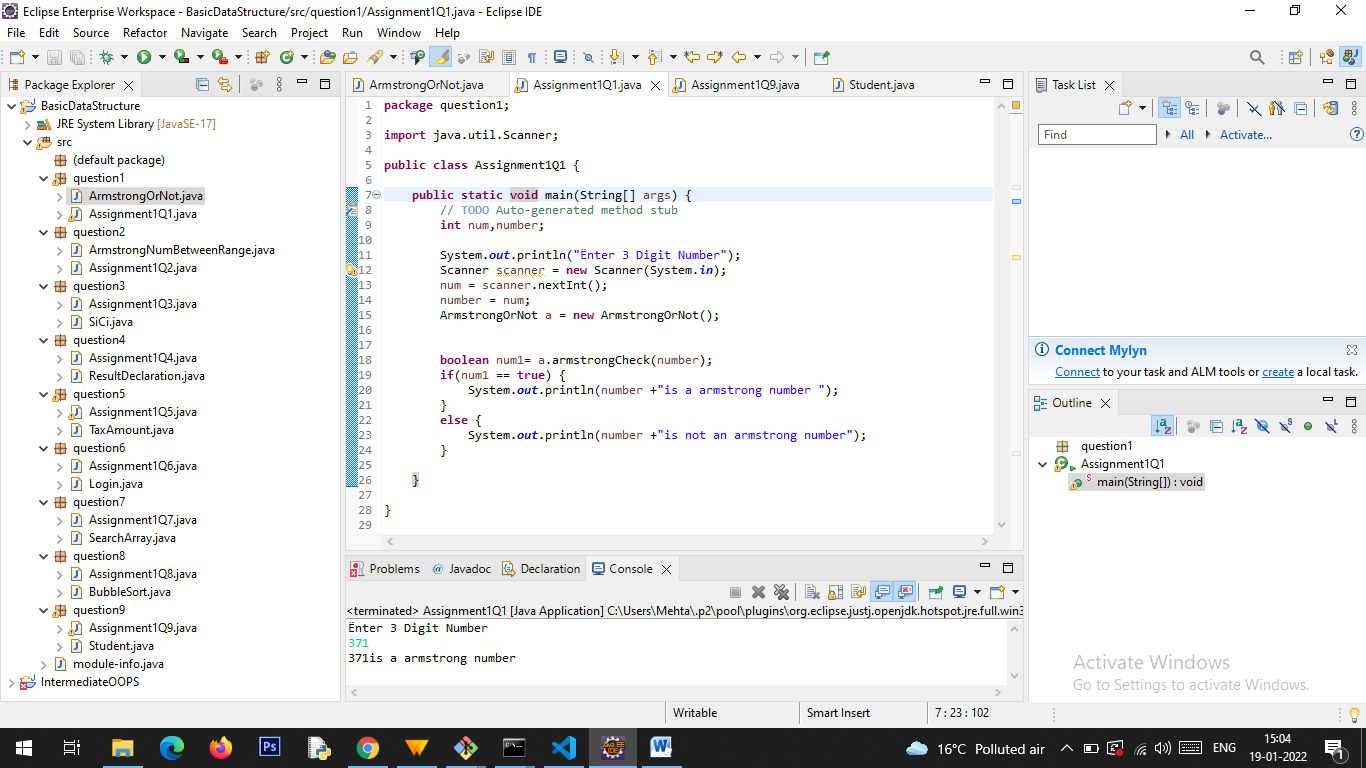 Eclipse Enterprise Workspace - BasicDataStructure/src/question1/Assignment1Q1.java - Eclipse IDE
File Edit Source Refactor Navigate Search Project Run Window Help
Package Explorer
BasicDataStructure
JRE System Library [JavaSE-17]
src
(default package)
question1
ArmstrongOrNot.java
Assignment1Q1.java
question2
ArmstrongNumBetweenRange.java
Assignment1Q2.java
question3
Assignment1Q3.java
SiCi.java
question4
Assignment1Q4.java
ResultDeclaration.java
question5
Assignment1Q5.java
TaxAmount.java
question6
Assignment1Q6.java
Login.java
question7
Assignment1Q7.java
SearchArray.java
question8
Assignment1Q8.java
BubbleSort.java
question9
Assignment1Q9.java
Student.java
module-info.java
IntermediateOOPS
ArmstrongOrNot.java Assignment1Q1.java Assignment1Q9.java Student.java
1 package question1;
2
3 import java.util.Scanner;
4
5 public class Assignment1Q1 {
6
7 public static void main(String[] args) {
8 // TODO Auto-generated method stub
9 int num,number;
10
11 System.out.println("Ënter 3 Digit Number");
12 Scanner scanner = new Scanner(System.in);
13 num = scanner.nextInt();
14 number = num;
15 ArmstrongOrNot a = new ArmstrongOrNot();
16
17
18 boolean num1= a.armstrongCheck(number);
19 if(num1 == true) {
20 System.out.println(number +"is a armstrong number ");
21 }
22 else {
23 System.out.println(number +"is not an armstrong number");
24 }
25
26 }
27
28 }
29
Problems @ Javadoc Declaration Console
<terminated> Assignment1Q1 [Java Application] C:\Users\Mehta\.p2\pool\plugins\org.eclipse.justj.openjdk.hotspot.jre.full.win3
Ënter 3 Digit Number
371
371is a armstrong number
Task List
Find All Activate...
Connect Mylyn
Connect to your task and ALM tools or create a local task.
Outline
question1
Assignment1Q1
main(String[]) : void
Activate Windows
Go to Settings to activate Windows.
Writable Smart Insert 7 : 23 : 102
16°C Polluted air ENG 15:04
19-01-2022
1